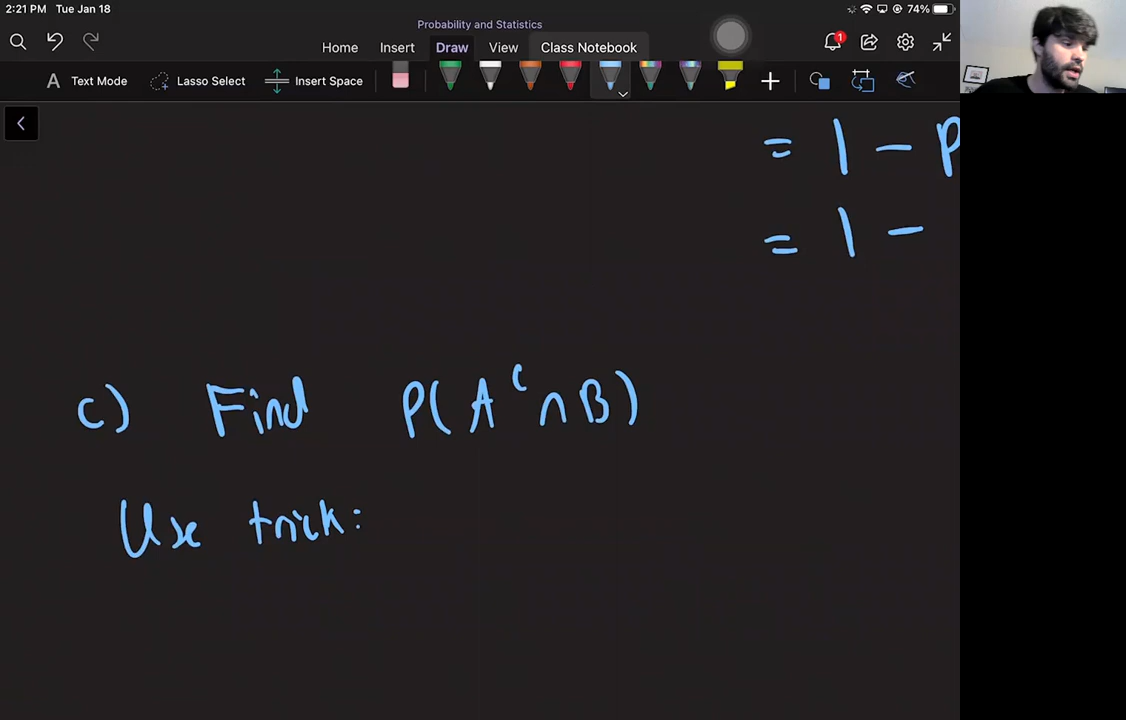 2:21 PM Tue Jan 18
74%
Probability and Statistics
Home Insert Draw View Class Notebook
1
Text Mode Lasso Select Insert Space
= 1 - P
= 1 -
c) Find P(A^c ∩ B)
Use trick: